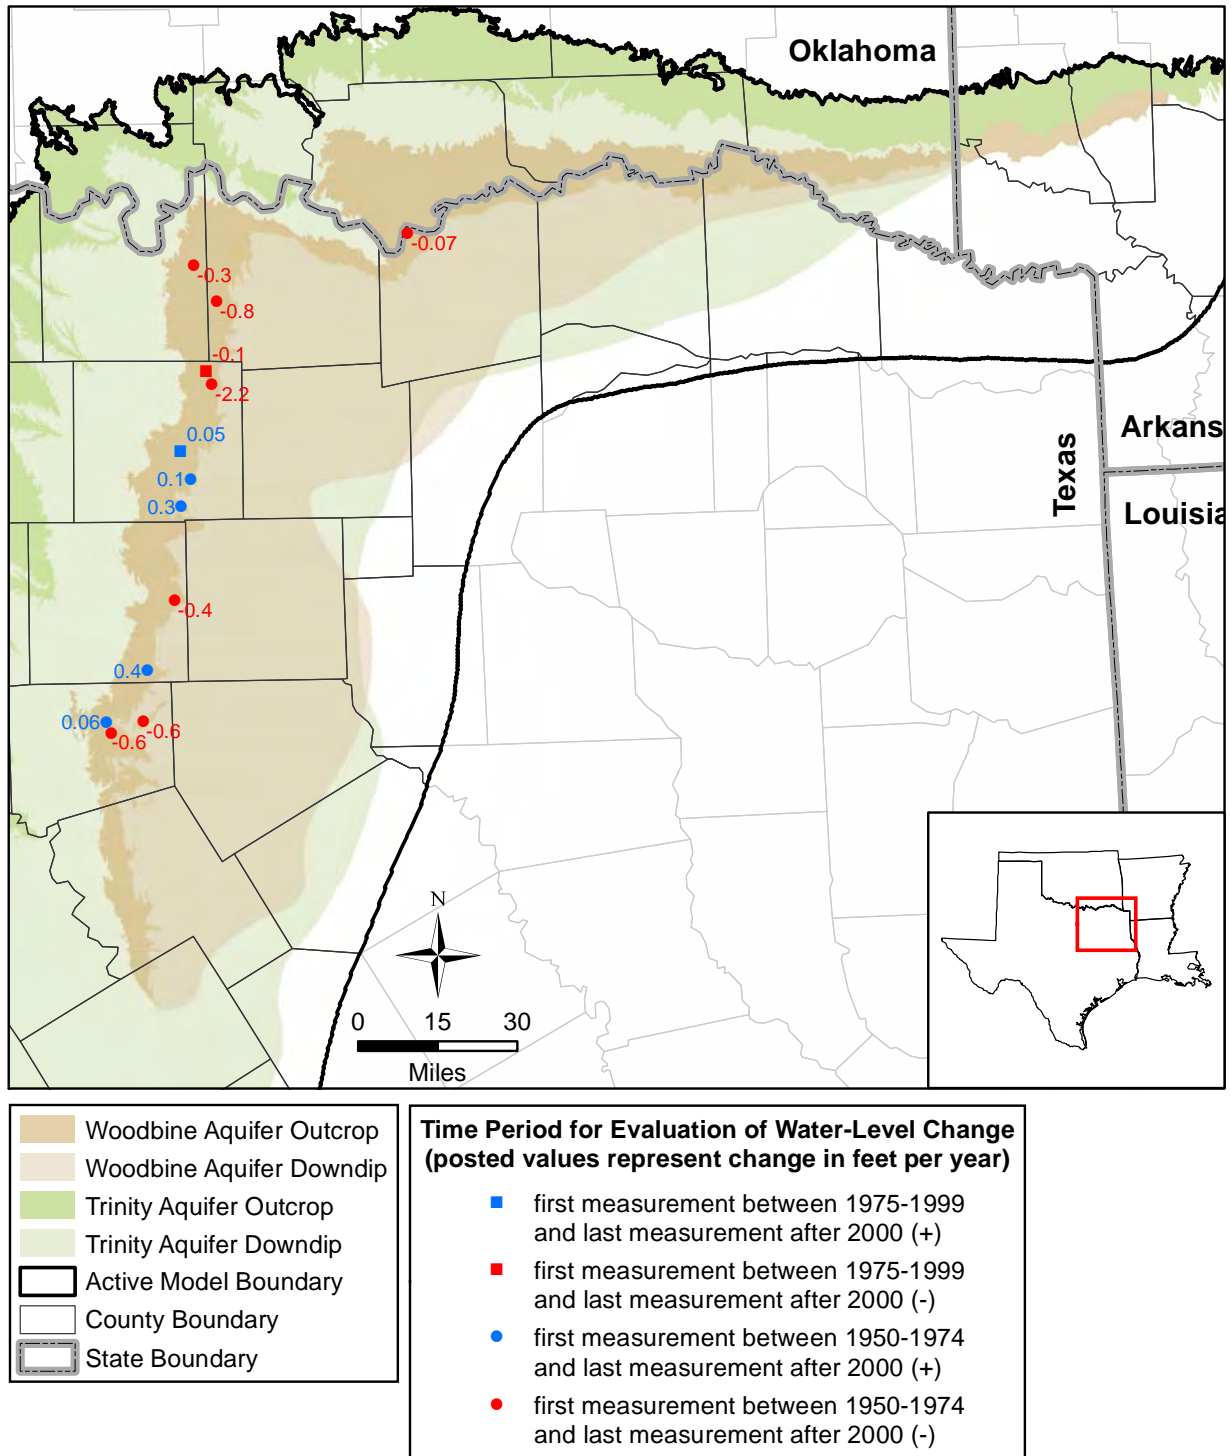 Oklahoma
-0.07
-0.3
-0.8
-0.1
-2.2
0.05
0.1
0.3
Texas
Arkans
Louisia
-0.4
0.4
0.06
-0.6
-0.6
N
0 15 30
Miles
Woodbine Aquifer Outcrop
Woodbine Aquifer Downdip
Trinity Aquifer Outcrop
Trinity Aquifer Downdip
Active Model Boundary
County Boundary
State Boundary
Time Period for Evaluation of Water-Level Change
(posted values represent change in feet per year)
first measurement between 1975-1999
and last measurement after 2000 (+)
first measurement between 1975-1999
and last measurement after 2000 (-)
first measurement between 1950-1974
and last measurement after 2000 (+)
first measurement between 1950-1974
and last measurement after 2000 (-)